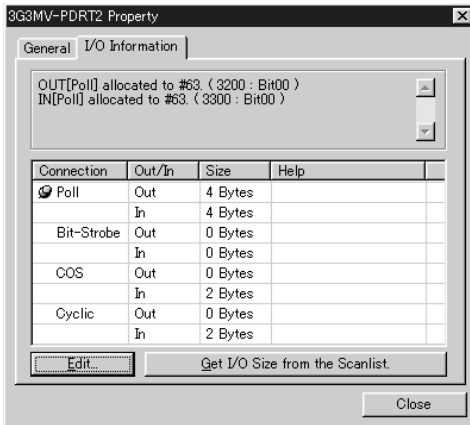 3G3MV-PDRT2 Property
General I/O Information
OUT[Poll] allocated to #63. ( 3200 : Bit00 )
IN[Poll] allocated to #63. ( 3300 : Bit00 )
Connection Out/In Size Help
Poll Out 4 Bytes
In 4 Bytes
Bit-Strobe Out 0 Bytes
In 0 Bytes
COS Out 0 Bytes
In 2 Bytes
Cyclic Out 0 Bytes
In 2 Bytes
Edit... Get I/O Size from the Scanlist.
Close